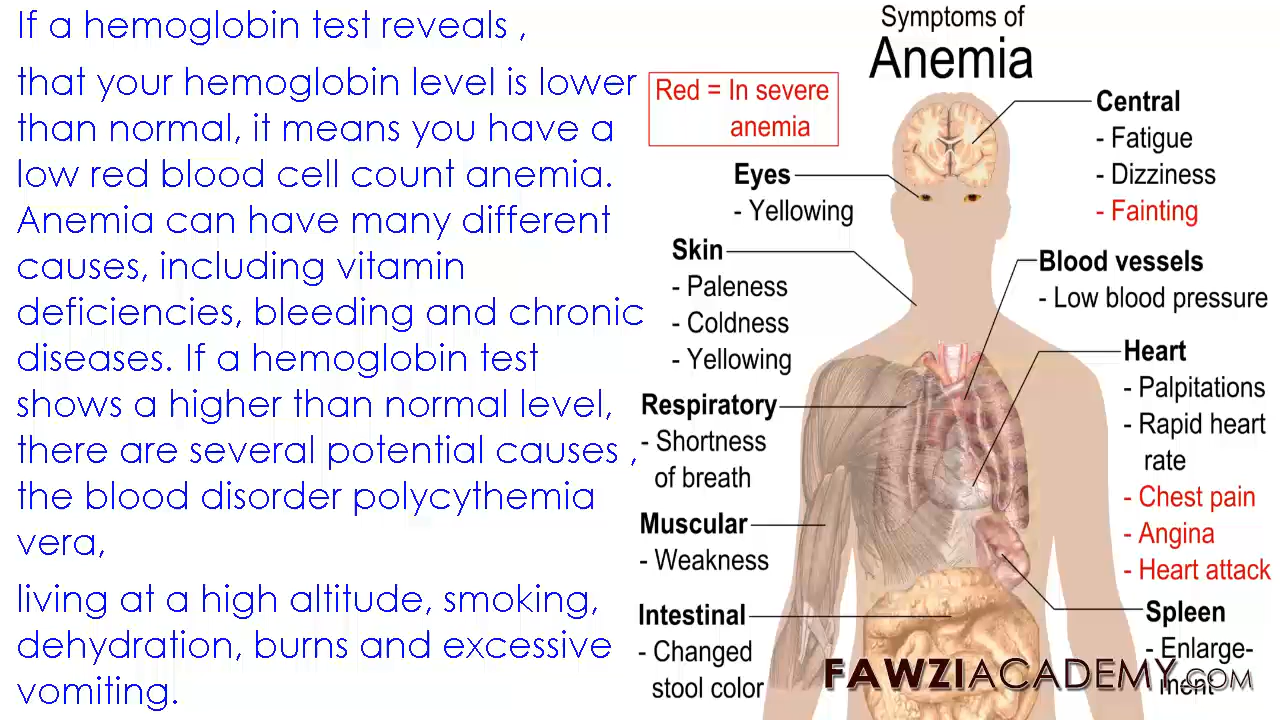 If a hemoglobin test reveals ,
that your hemoglobin level is lower
than normal, it means you have a
low red blood cell count anemia.
Anemia can have many different
causes, including vitamin
deficiencies, bleeding and chronic
diseases. If a hemoglobin test
shows a higher than normal level,
there are several potential causes ,
the blood disorder polycythemia
vera,
living at a high altitude, smoking,
dehydration, burns and excessive
vomiting.
Symptoms of
Anemia
Red = In severe
anemia
Central
- Fatigue
- Dizziness
- Fainting
Eyes
- Yellowing
Skin
- Paleness
- Coldness
- Yellowing
Blood vessels
- Low blood pressure
Heart
- Palpitations
- Rapid heart
rate
- Chest pain
- Angina
- Heart attack
Respiratory
- Shortness
of breath
Muscular
- Weakness
Intestinal
- Changed
stool color
Spleen
- Enlarge-
ment
FAWZIACADEMY.COM